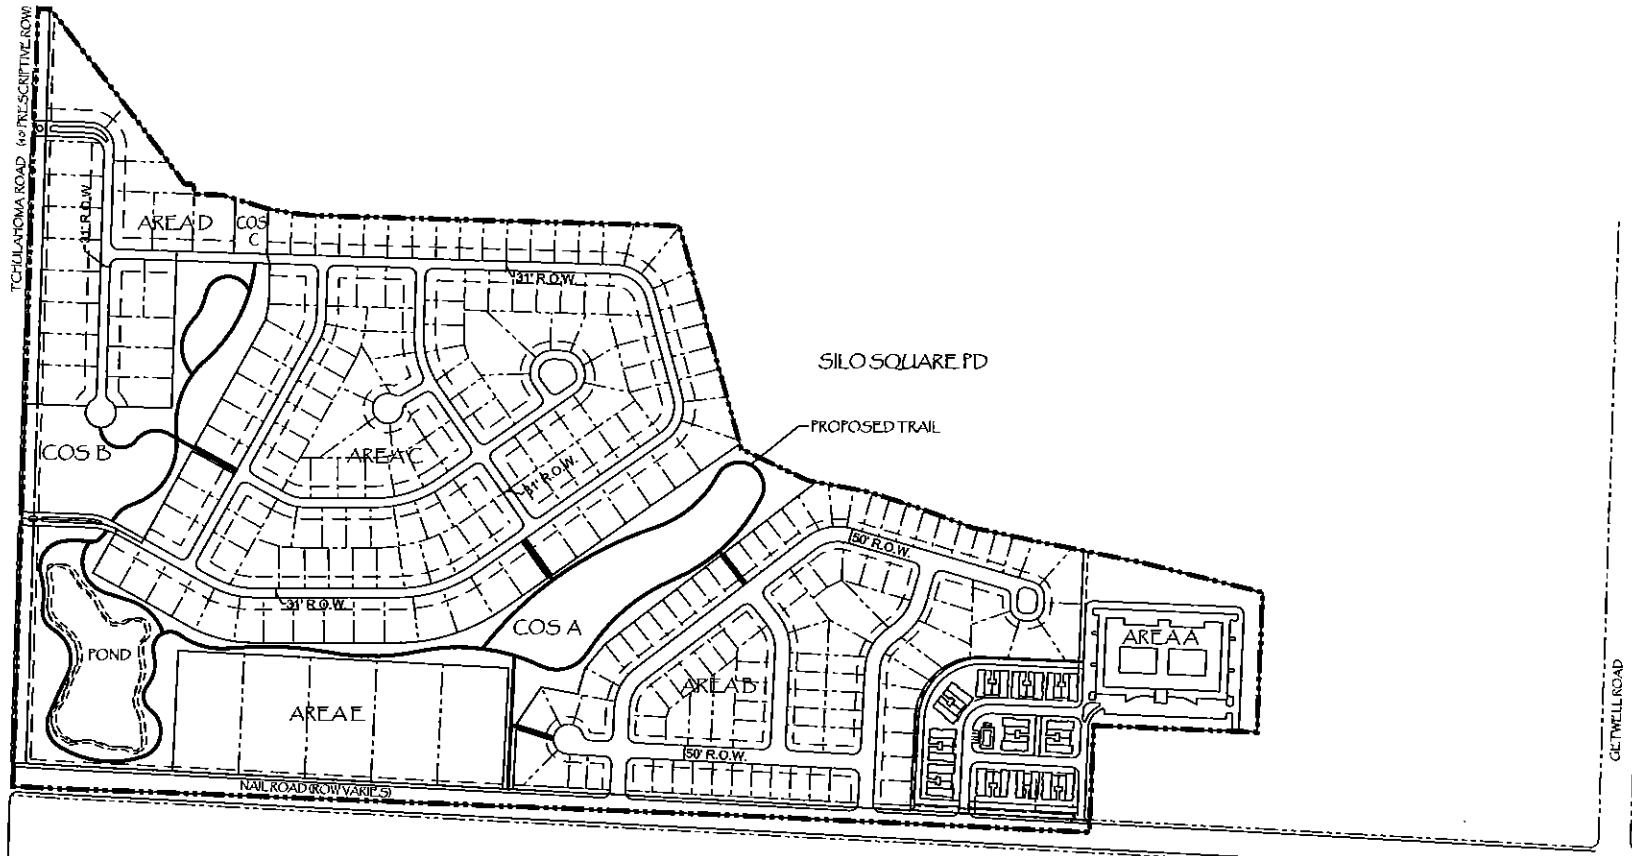 TCHULAHOMA ROAD (40' PRESCRIPTIVE ROW)
31' R.O.W.
AREA D
COS
C
31' R.O.W.
SILO SQUARE PD
PROPOSED TRAIL
COS B
AREA C
31' R.O.W.
50' R.O.W.
31' R.O.W.
COS A
AREA A
POND
AREA B
AREA E
50' R.O.W.
NAIL ROAD (ROW VARIES)
GETWELL ROAD